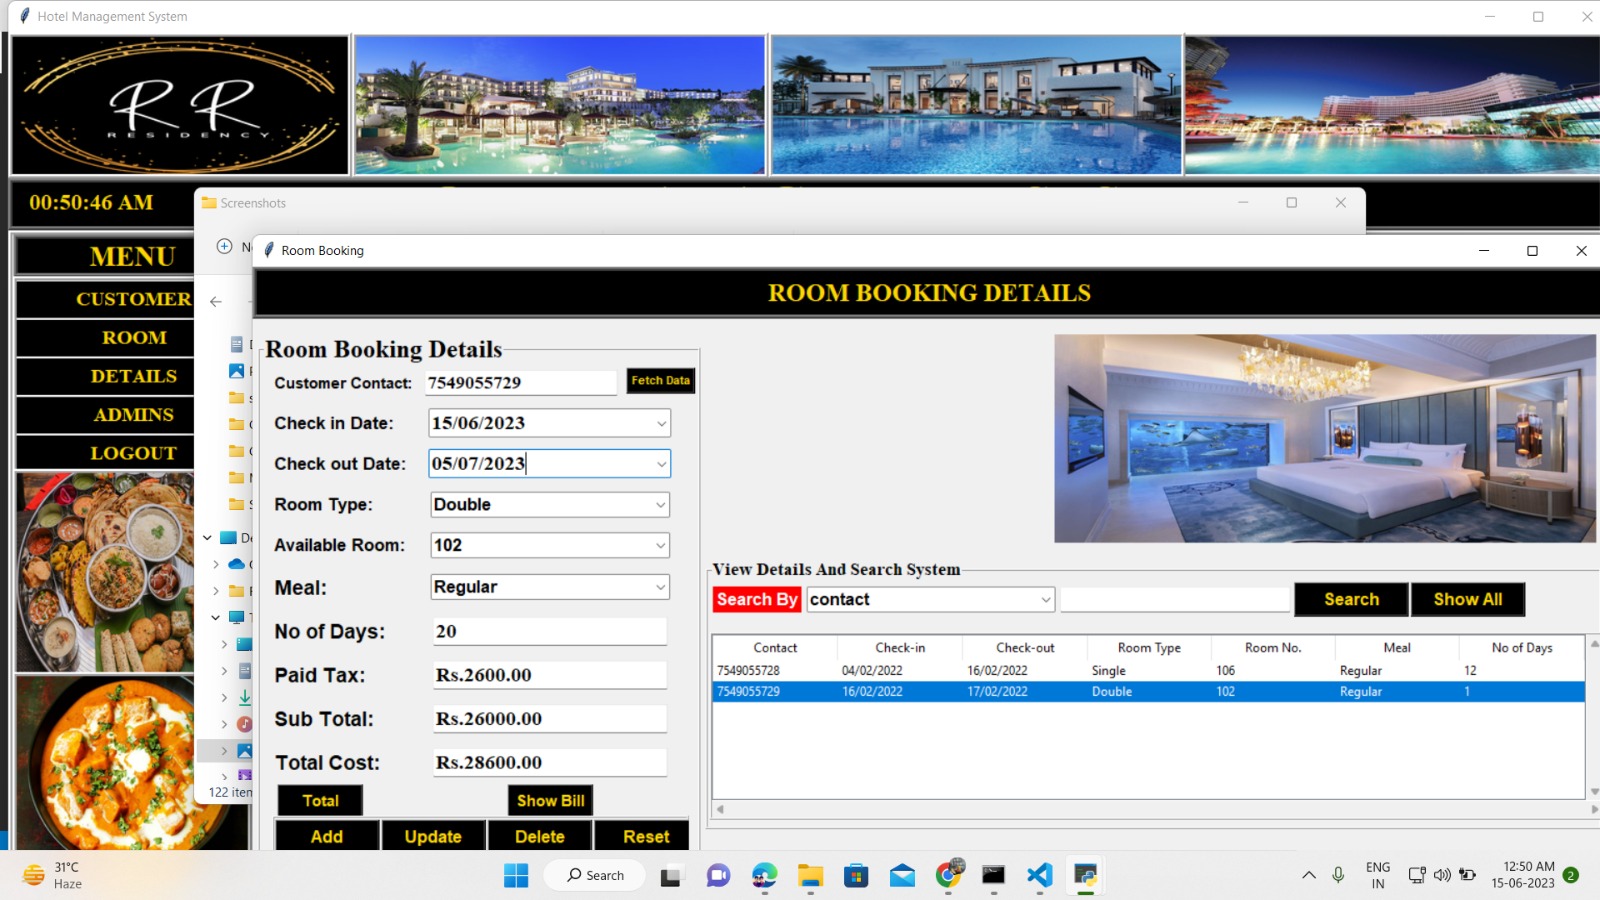 Hotel Management System
RR
RESIDENCY
00:50:46 AM
Screenshots
MENU
CUSTOMER
ROOM
DETAILS
ADMINS
LOGOUT
122 item
Room Booking
ROOM BOOKING DETAILS
Room Booking Details
Customer Contact: 7549055729 Fetch Data
Check in Date: 15/06/2023
Check out Date: 05/07/2023
Room Type: Double
Available Room: 102
Meal: Regular
No of Days: 20
Paid Tax: Rs.2600.00
Sub Total: Rs.26000.00
Total Cost: Rs.28600.00
Total Show Bill
Add Update Delete Reset
View Details And Search System
Search By contact Search Show All
Contact Check-in Check-out Room Type Room No. Meal No of Days
7549055728 04/02/2022 16/02/2022 Single 106 Regular 12
7549055729 16/02/2022 17/02/2022 Double 102 Regular 1
31°C
Haze
Search
ENG
IN
12:50 AM
15-06-2023
2